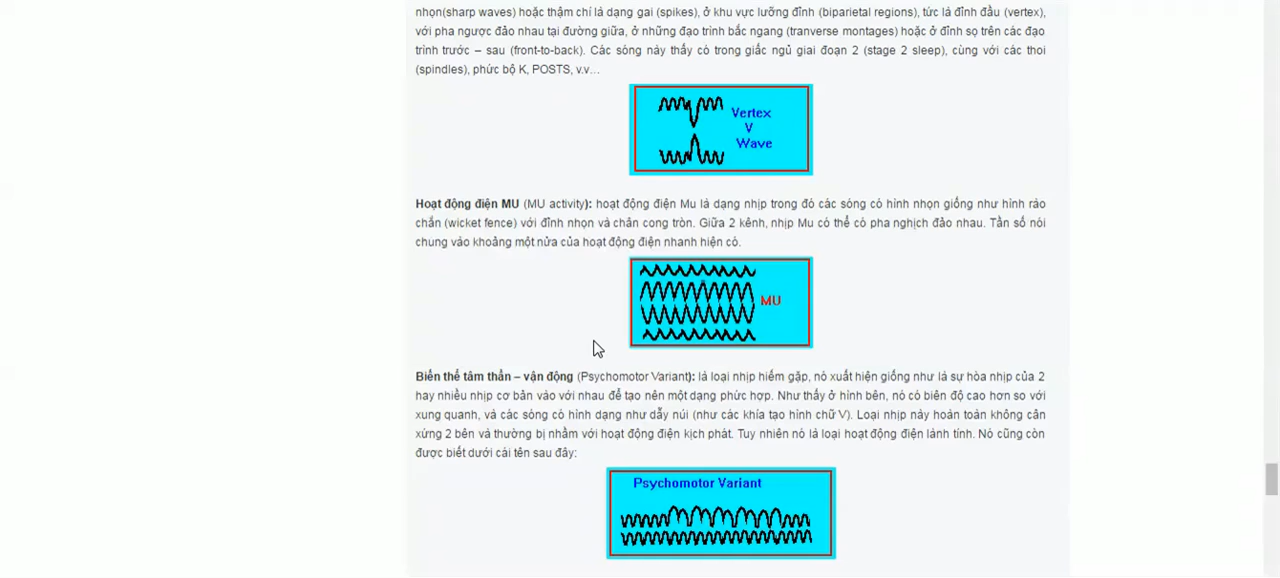 nhọn(sharp waves) hoặc thậm chí là dạng gai (spikes), ở khu vực lưỡng đỉnh (biparietal regions), tức là đỉnh đầu (vertex),
với pha ngược đảo nhau tại đường giữa, ở những đạo trình bắc ngang (tranverse montages) hoặc ở đỉnh sọ trên các đạo
trình trước – sau (front-to-back). Các sóng này thấy có trong giấc ngủ giai đoạn 2 (stage 2 sleep), cùng với các thoi
(spindles), phức bộ K, POSTS, v.v…
Vertex
V
Wave
Hoạt động điện MU (MU activity): hoạt động điện Mu là dạng nhịp trong đó các sóng có hình nhọn giống như hình rào
chắn (wicket fence) với đỉnh nhọn và chân cong tròn. Giữa 2 kênh, nhịp Mu có thể có pha nghịch đảo nhau. Tần số nói
chung vào khoảng một nửa của hoạt động điện nhanh hiện có.
MU
Biến thể tâm thần – vận động (Psychomotor Variant): là loại nhịp hiếm gặp, nó xuất hiện giống như là sự hòa nhịp của 2
hay nhiều nhịp cơ bản vào với nhau để tạo nên một dạng phức hợp. Như thấy ở hình bên, nó có biên độ cao hơn so với
xung quanh, và các sóng có hình dạng như dẫy núi (như các khía tạo hình chữ V). Loại nhịp này hoàn toàn không cân
xứng 2 bên và thường bị nhầm với hoạt động điện kịch phát. Tuy nhiên nó là loại hoạt động điện lành tính. Nó cũng còn
được biết dưới cái tên sau đây:
Psychomotor Variant